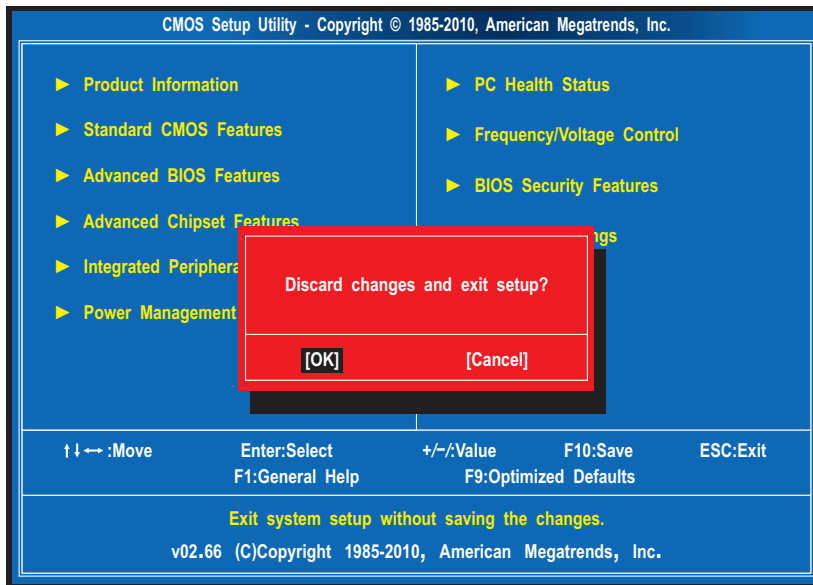 CMOS Setup Utility - Copyright © 1985-2010, American Megatrends, Inc.
► Product Information
► Standard CMOS Features
► Advanced BIOS Features
► Advanced Chipset Features
► Integrated Periphera
► Power Management
► PC Health Status
► Frequency/Voltage Control
► BIOS Security Features
ngs
Discard changes and exit setup?
[OK] [Cancel]
↑↓↔ :Move Enter:Select +/−/:Value F10:Save ESC:Exit
F1:General Help F9:Optimized Defaults
Exit system setup without saving the changes.
v02.66 (C)Copyright 1985-2010, American Megatrends, Inc.